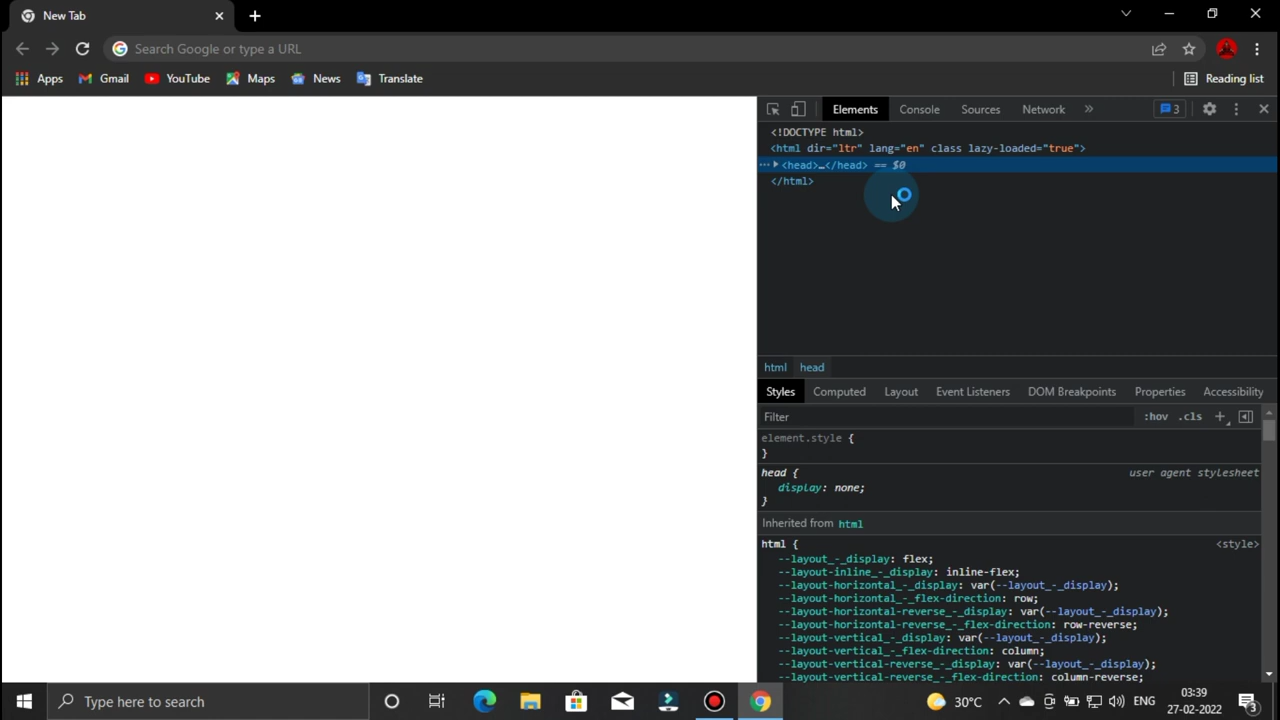 New Tab
Search Google or type a URL
Apps Gmail YouTube Maps News Translate Reading list
Elements Console Sources Network » 3
<!DOCTYPE html>
<html dir="ltr" lang="en" class lazy-loaded="true">
<head>…</head> == $0
</html>
html head
Styles Computed Layout Event Listeners DOM Breakpoints Properties Accessibility
Filter :hov .cls
element.style {
}
head { user agent stylesheet
display: none;
}
Inherited from html
html { <style>
--layout_-_display: flex;
--layout-inline_-_display: inline-flex;
--layout-horizontal_-_display: var(--layout_-_display);
--layout-horizontal_-_flex-direction: row;
--layout-horizontal-reverse_-_display: var(--layout_-_display);
--layout-horizontal-reverse_-_flex-direction: row-reverse;
--layout-vertical_-_display: var(--layout_-_display);
--layout-vertical_-_flex-direction: column;
--layout-vertical-reverse_-_display: var(--layout_-_display);
--layout-vertical-reverse_-_flex-direction: column-reverse;
Type here to search 30°C ENG 03:39
27-02-2022 3